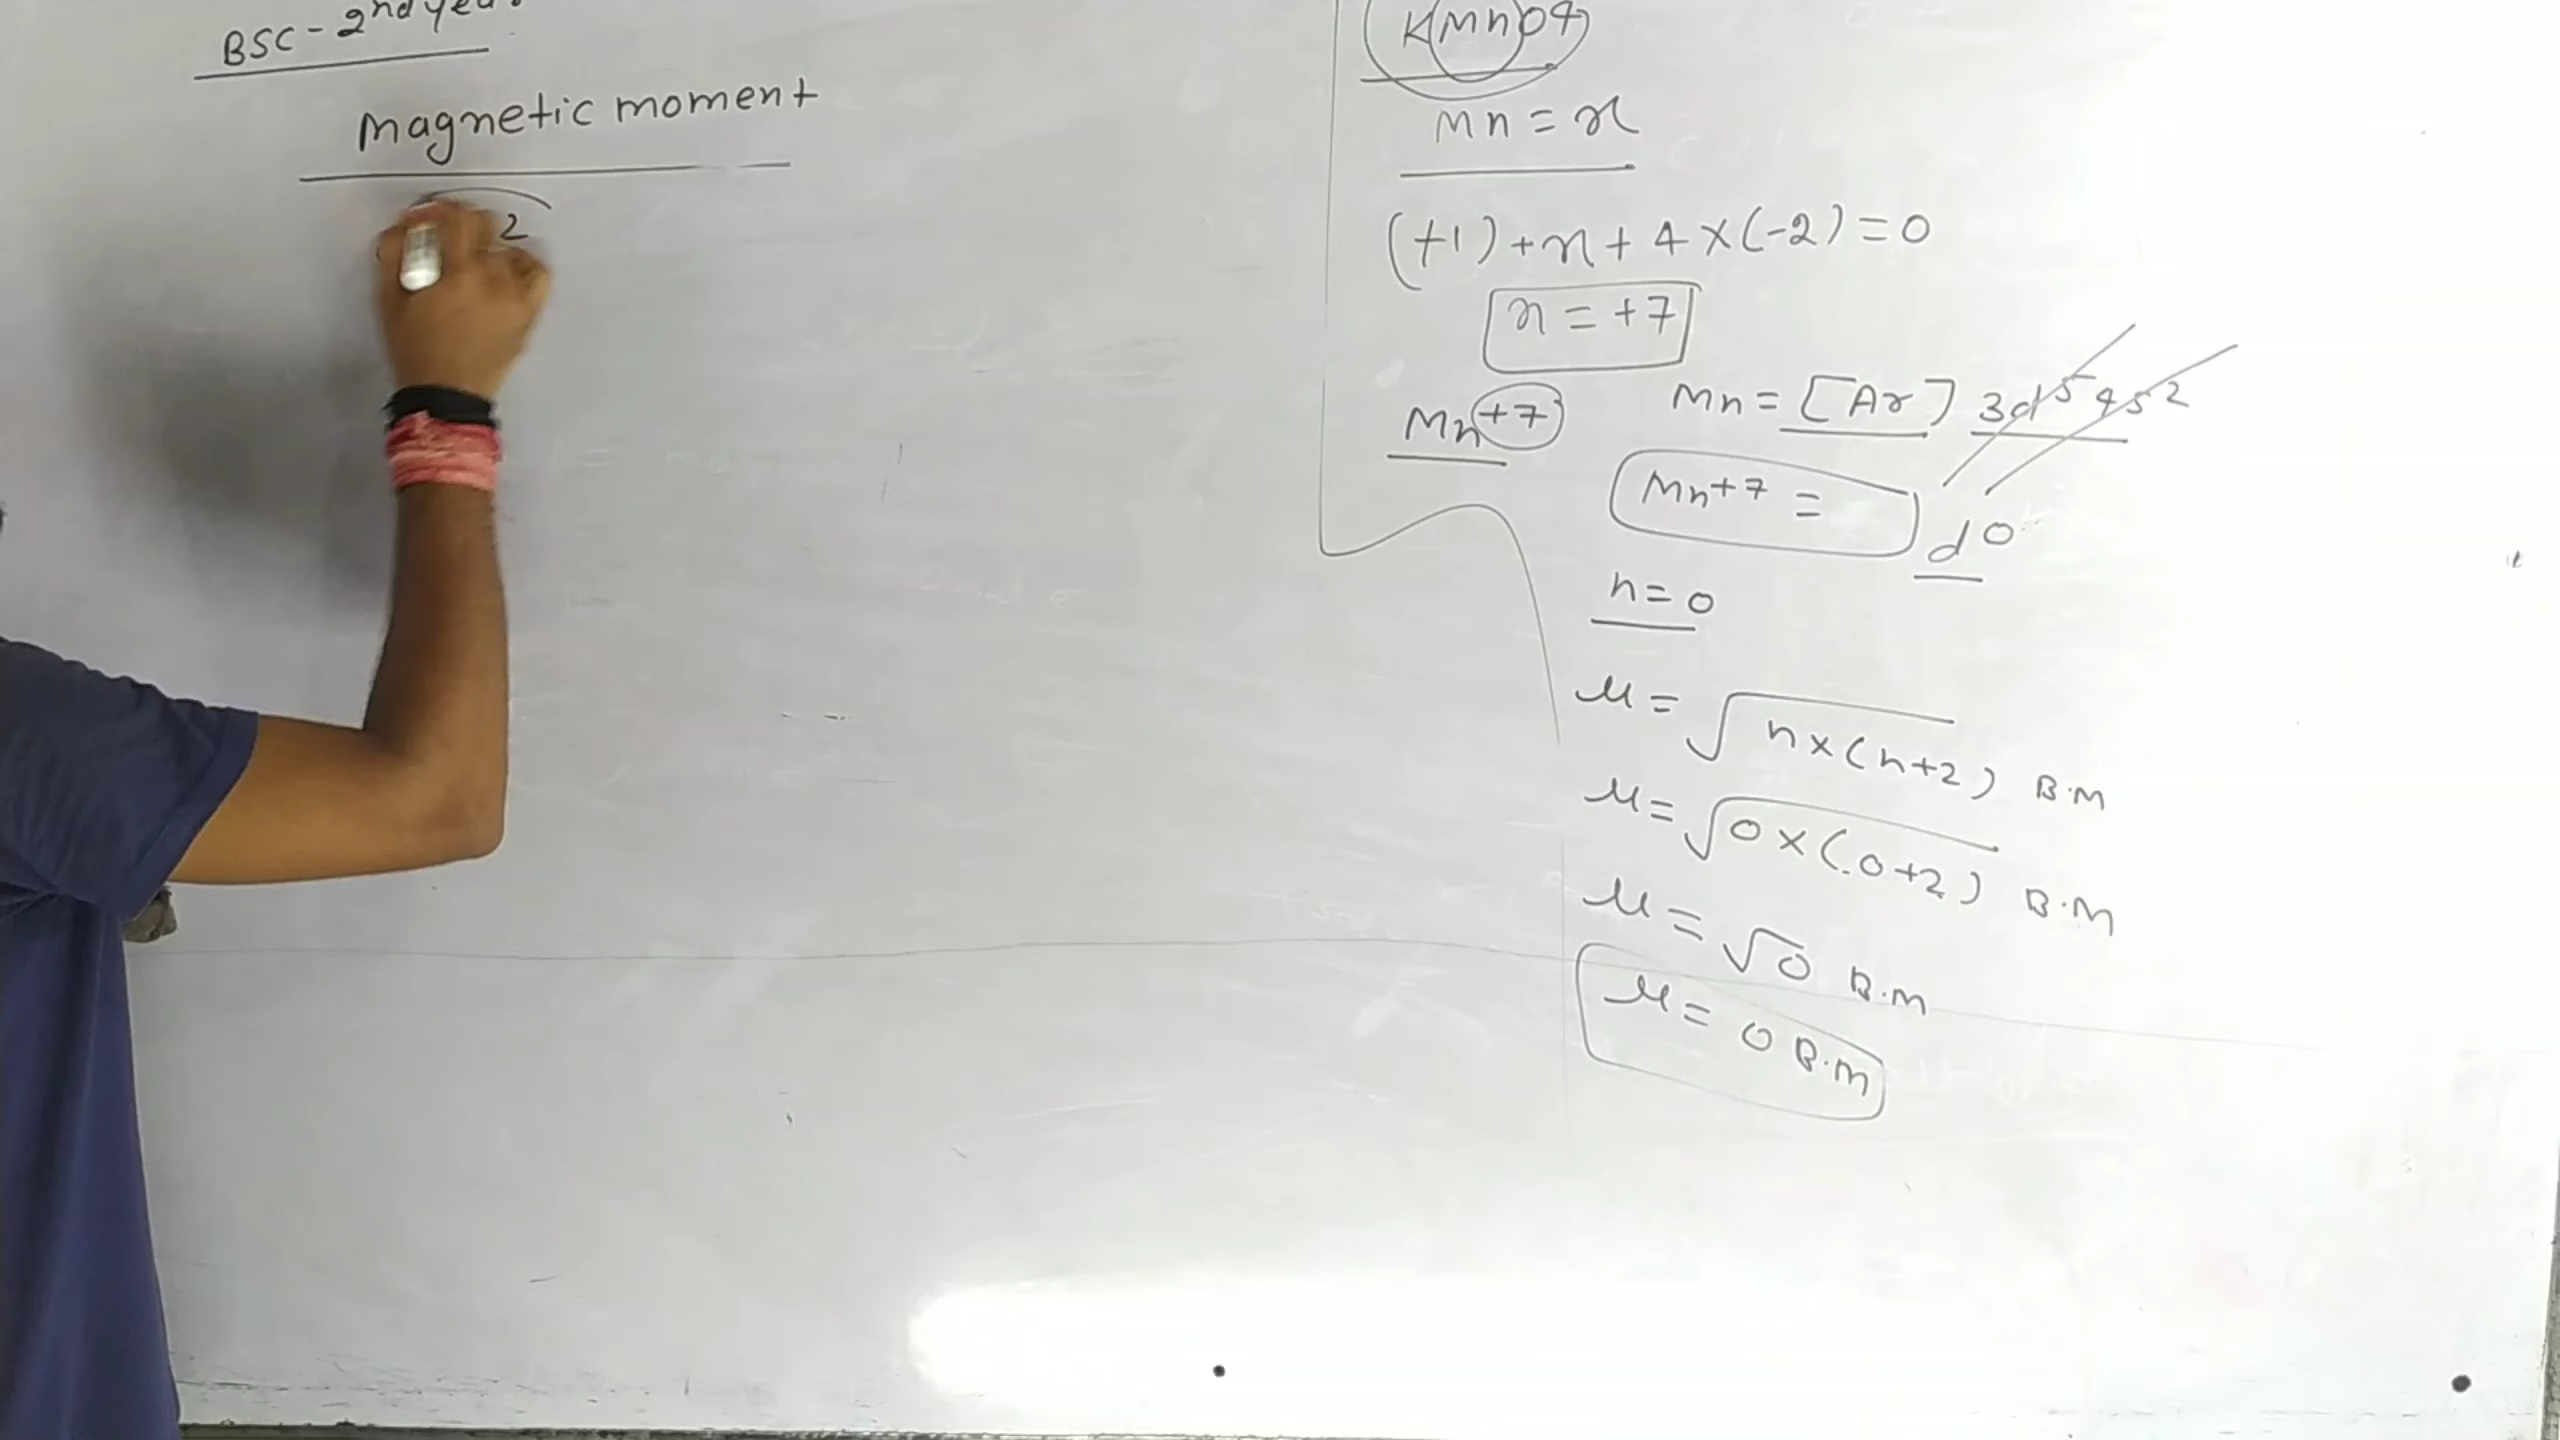 BSC - 2nd year
Magnetic moment
2
KMnO4
Mn = x
(+1) + x + 4 × (-2) = 0
x = +7
Mn+7
Mn = [Ar] 3d5 4s2
Mn+7 =
d0
n = 0
μ = √n×(n+2) B.M
μ = √0×(0+2) B.M
μ = √0 B.M
μ = 0 B.M